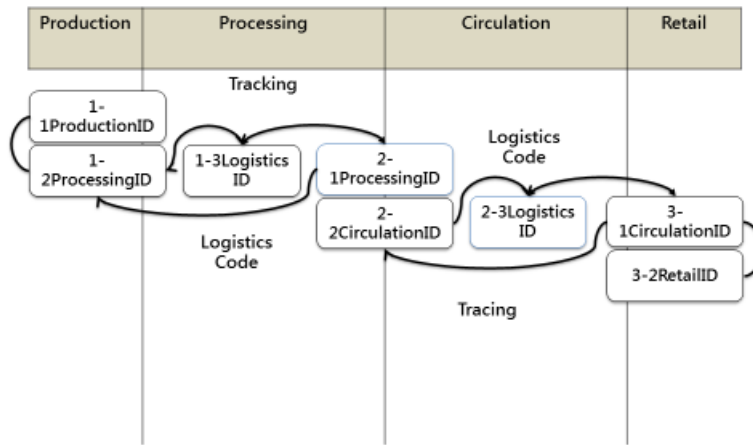 Production
Processing
Circulation
Retail
Tracking
1-
1ProductionID
1-
2ProcessingID
1-3Logistics
ID
2-
1ProcessingID
2-
2CirculationID
Logistics
Code
Logistics
Code
2-3Logistics
ID
3-
1CirculationID
3-2RetailID
Tracing